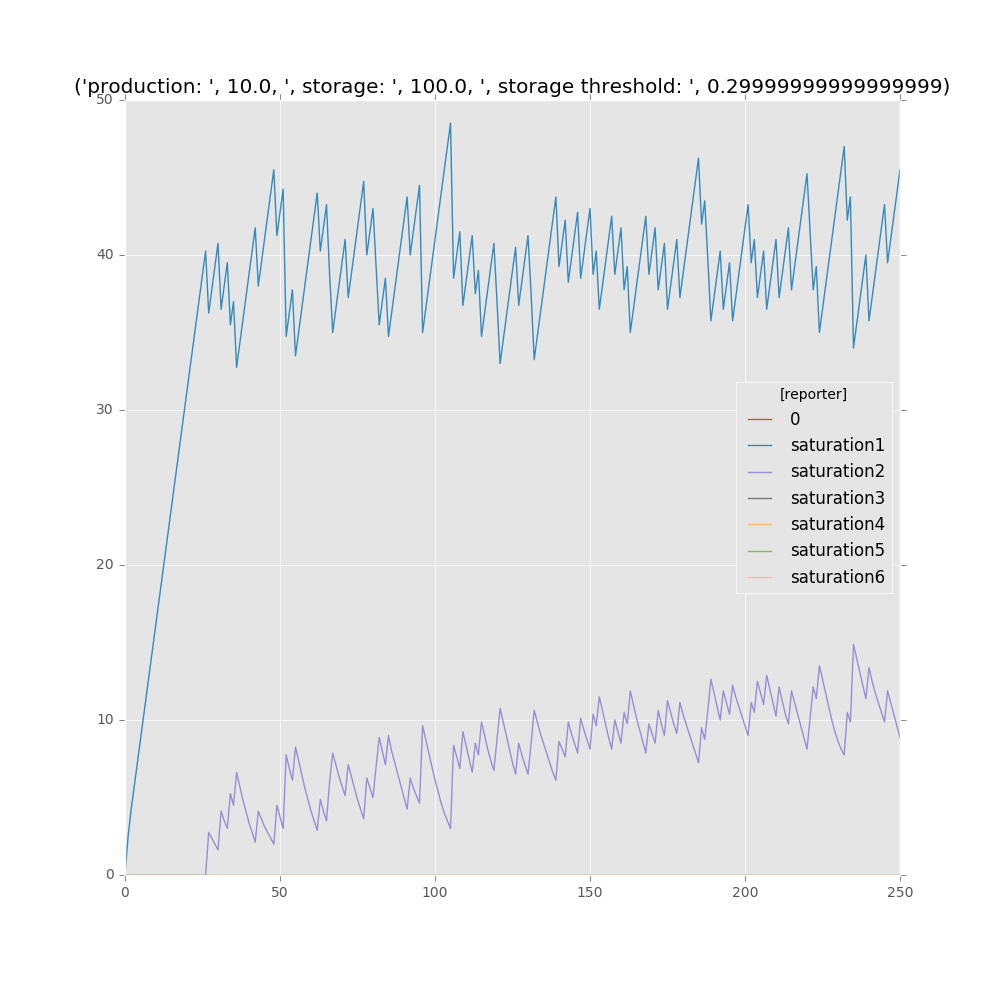 ('production: ', 10.0, ', storage: ', 100.0, ', storage threshold: ', 0.29999999999999999)
50
40
30
20
10
0
[reporter]
0
saturation1
saturation2
saturation3
saturation4
saturation5
saturation6
0 50 100 150 200 250